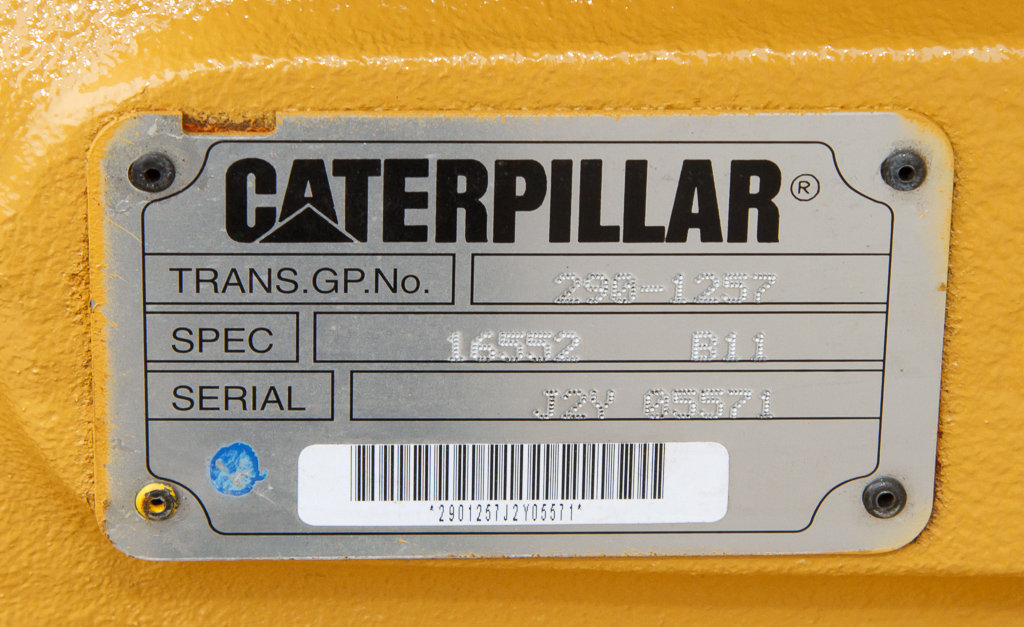 CATERPILLAR®
TRANS.GP.No. 290-1257
SPEC 16552 B11
SERIAL J2Y 05571
*2901257J2Y05571*